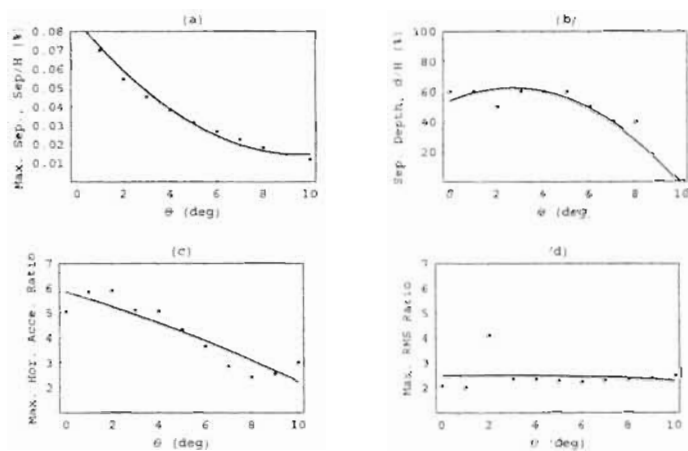 (a)
Max. Sep., Sep/H (%)
0.08
0.07
0.06
0.05
0.04
0.03
0.02
0.01
0 2 4 6 8 10
θ (deg)
(b)
Sep. Depth, d/H (%)
100
80
60
40
20
0 2 4 6 8 10
θ (deg)
(c)
Max. Hor. Acce. Ratio
7
6
5
4
3
2
0 2 4 6 8 10
θ (deg)
(d)
Max. RMS Ratio
7
6
5
4
3
2
0 2 4 6 8 10
θ (deg)